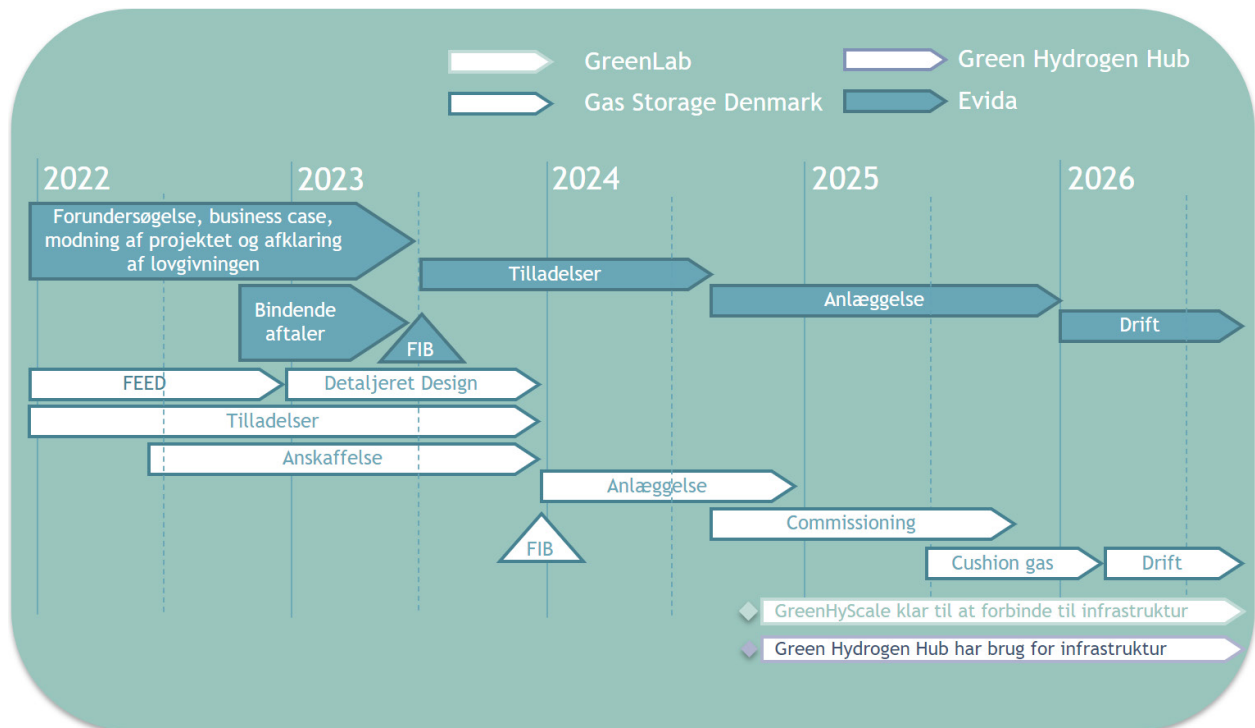 GreenLab
Green Hydrogen Hub
Gas Storage Denmark
Evida
2022
2023
2024
2025
2026
Forundersøgelse, business case,
modning af projektet og afklaring
af lovgivningen
Tilladelser
Anlæggelse
Drift
Bindende
aftaler
FIB
FEED
Detaljeret Design
Tilladelser
Anskaffelse
Anlæggelse
Commissioning
FIB
Cushion gas
Drift
GreenHyScale klar til at forbinde til infrastruktur
Green Hydrogen Hub har brug for infrastruktur